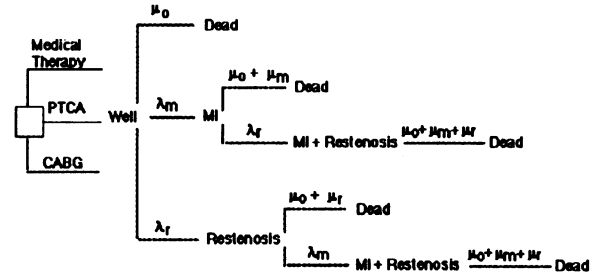 μo
Dead
Medical
Therapy
μo + μm
Dead
PTCA
Well
λm
MI
λr
MI + Restenosis
μo+μm+μr
Dead
CABG
μo + μr
Dead
λr
Restenosis
λm
MI + Restenosis
μo+μm+μr
Dead